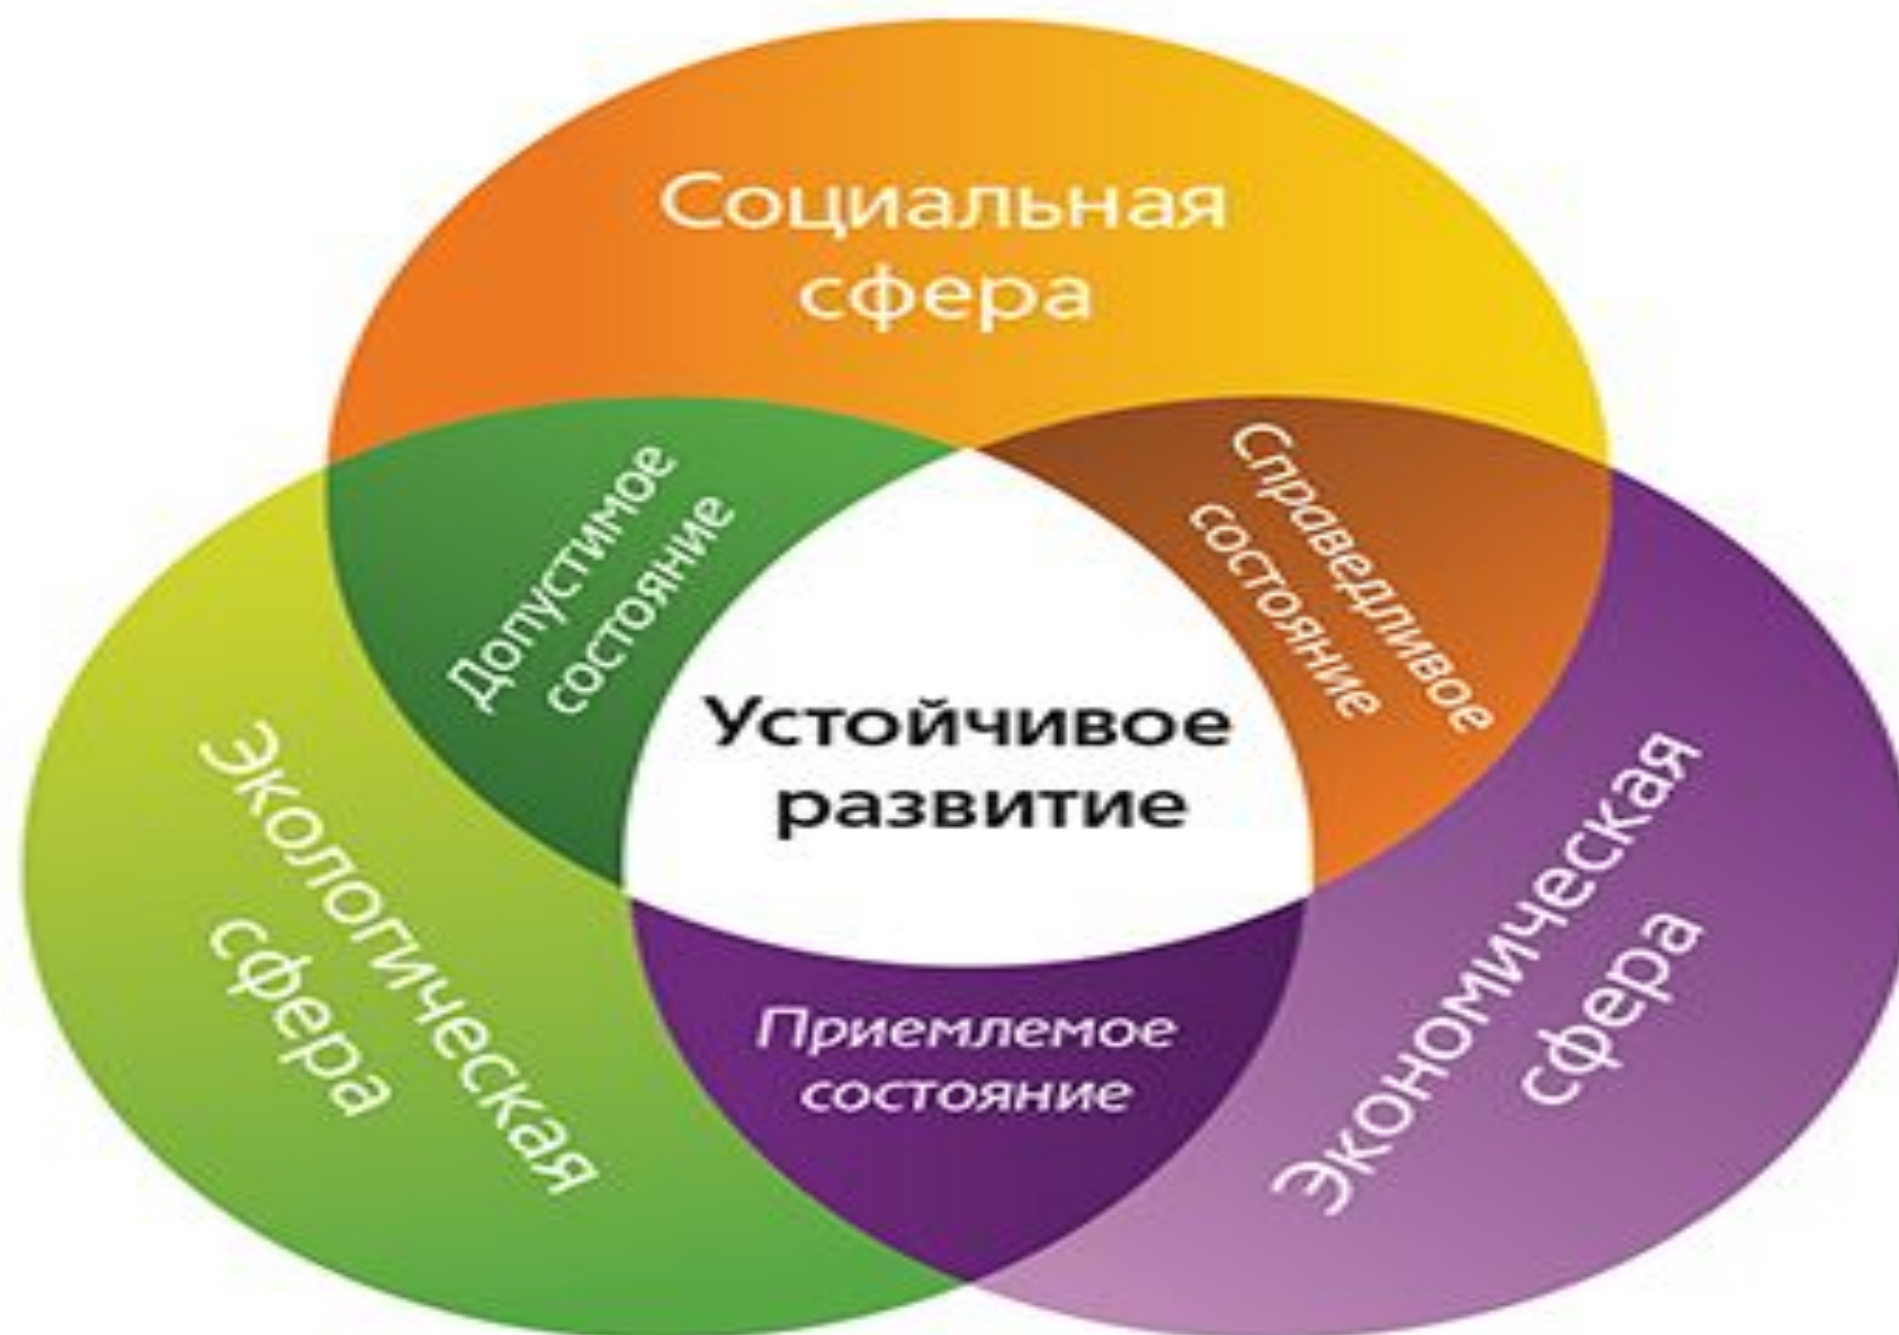 Социальная
сфера
Допустимое
состояние
Справедливое
состояние
Устойчивое
развитие
Экологическая
сфера
Экономическая
сфера
Приемлемое
состояние